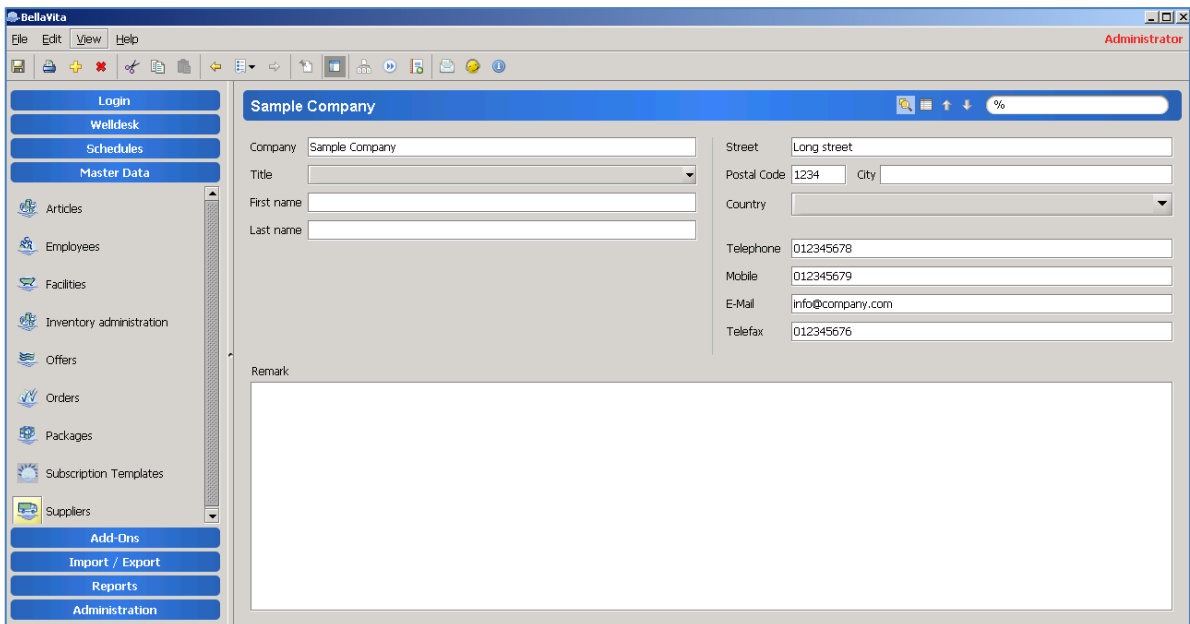 BellaVita
File Edit View Help Administrator
Login
Welldesk
Schedules
Master Data
Articles
Employees
Facilities
Inventory administration
Offers
Orders
Packages
Subscription Templates
Suppliers
Add-Ons
Import / Export
Reports
Administration
Sample Company %
Company Sample Company
Title
First name
Last name
Street Long street
Postal Code 1234 City
Country
Telephone 012345678
Mobile 012345679
E-Mail info@company.com
Telefax 012345676
Remark